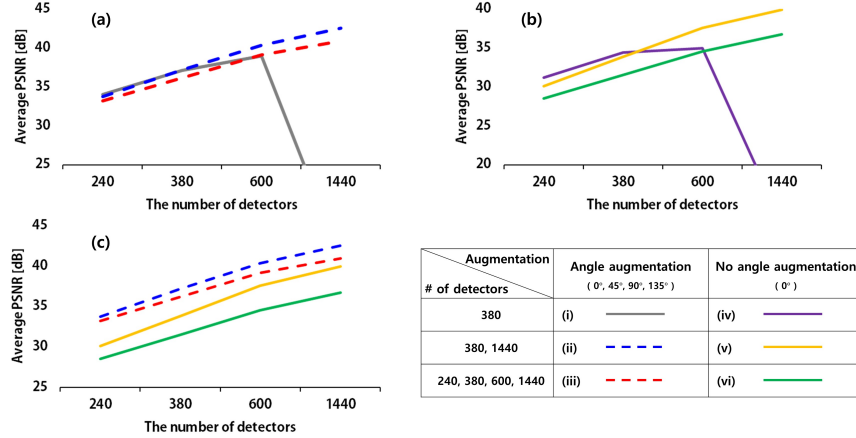 (a)
Average PSNR [dB]
45
40
35
30
25
240 380 600 1440
The number of detectors
(b)
Average PSNR [dB]
40
35
30
25
20
240 380 600 1440
The number of detectors
(c)
Average PSNR [dB]
45
40
35
30
25
240 380 600 1440
The number of detectors
Augmentation
# of detectors
Angle augmentation
( 0°, 45°, 90°, 135° )
No angle augmentation
( 0° )
380 (i) (iv)
380, 1440 (ii) (v)
240, 380, 600, 1440 (iii) (vi)